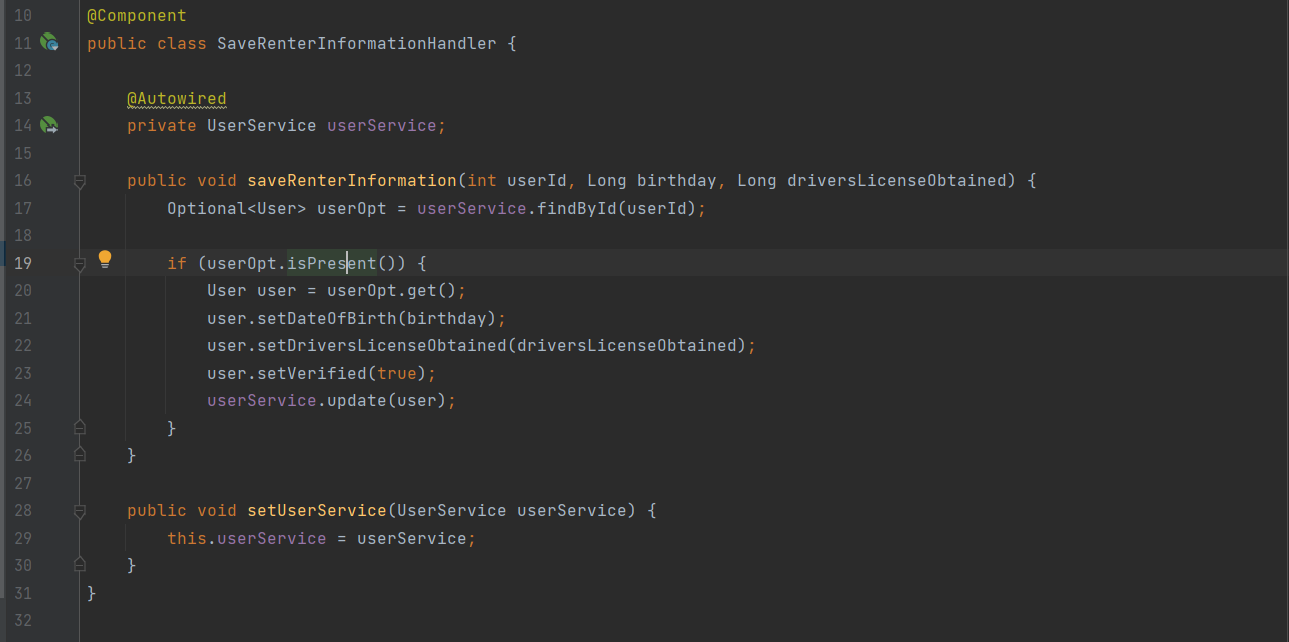 10 @Component
11 public class SaveRenterInformationHandler {
12
13 @Autowired
14 private UserService userService;
15
16 public void saveRenterInformation(int userId, Long birthday, Long driversLicenseObtained) {
17 Optional<User> userOpt = userService.findById(userId);
18
19 if (userOpt.isPresent()) {
20 User user = userOpt.get();
21 user.setDateOfBirth(birthday);
22 user.setDriversLicenseObtained(driversLicenseObtained);
23 user.setVerified(true);
24 userService.update(user);
25 }
26 }
27
28 public void setUserService(UserService userService) {
29 this.userService = userService;
30 }
31 }
32